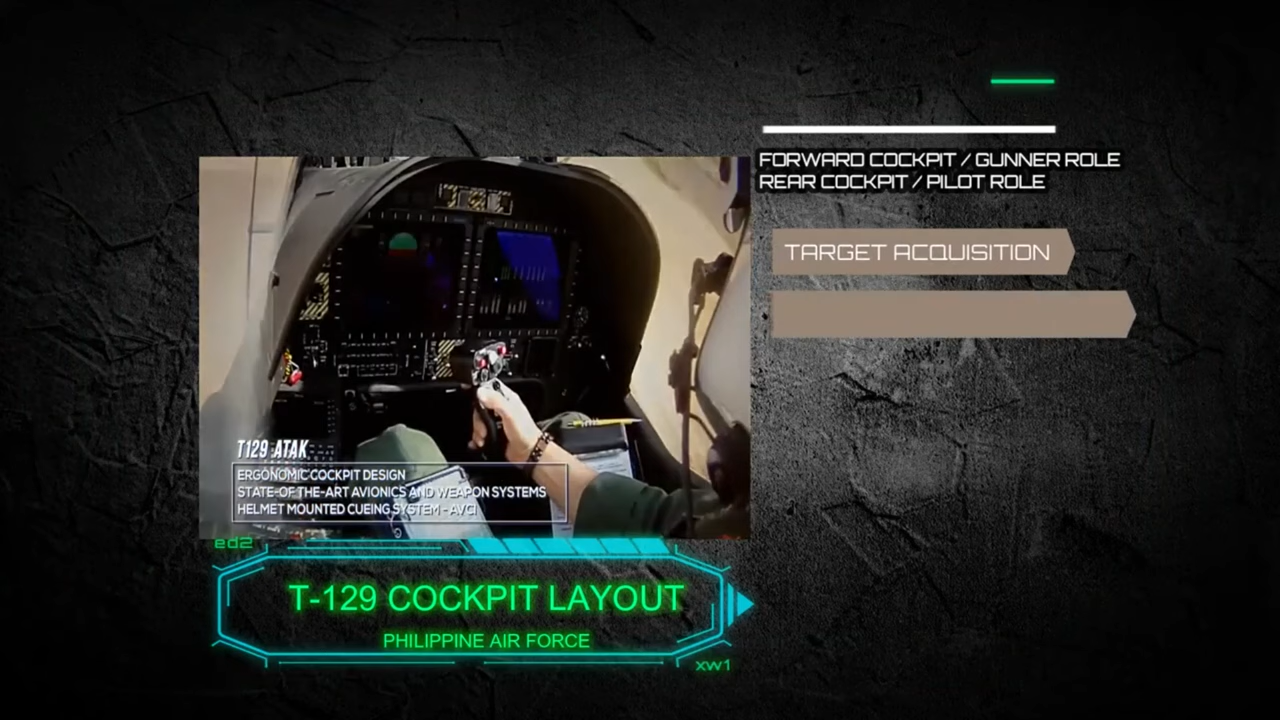 FORWARD COCKPIT / GUNNER ROLE
REAR COCKPIT / PILOT ROLE
TARGET ACQUISITION
T129 ATAK
ERGONOMIC COCKPIT DESIGN
STATE-OF THE-ART AVIONICS AND WEAPON SYSTEMS
HELMET MOUNTED CUEING SYSTEM - AVCI
ed2
T-129 COCKPIT LAYOUT
PHILIPPINE AIR FORCE
xw1